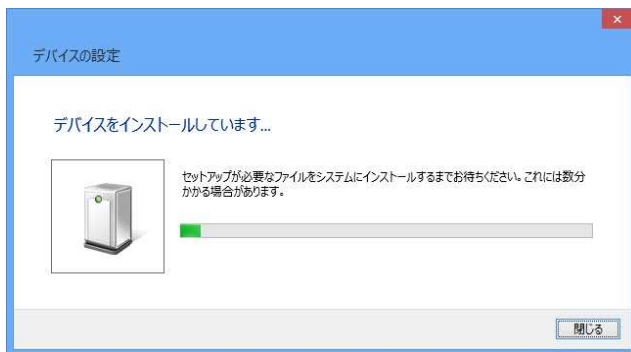 デバイスの設定
デバイスをインストールしています...
セットアップが必要なファイルをシステムにインストールするまでお待ちください。これには数分
かかる場合があります。
閉じる